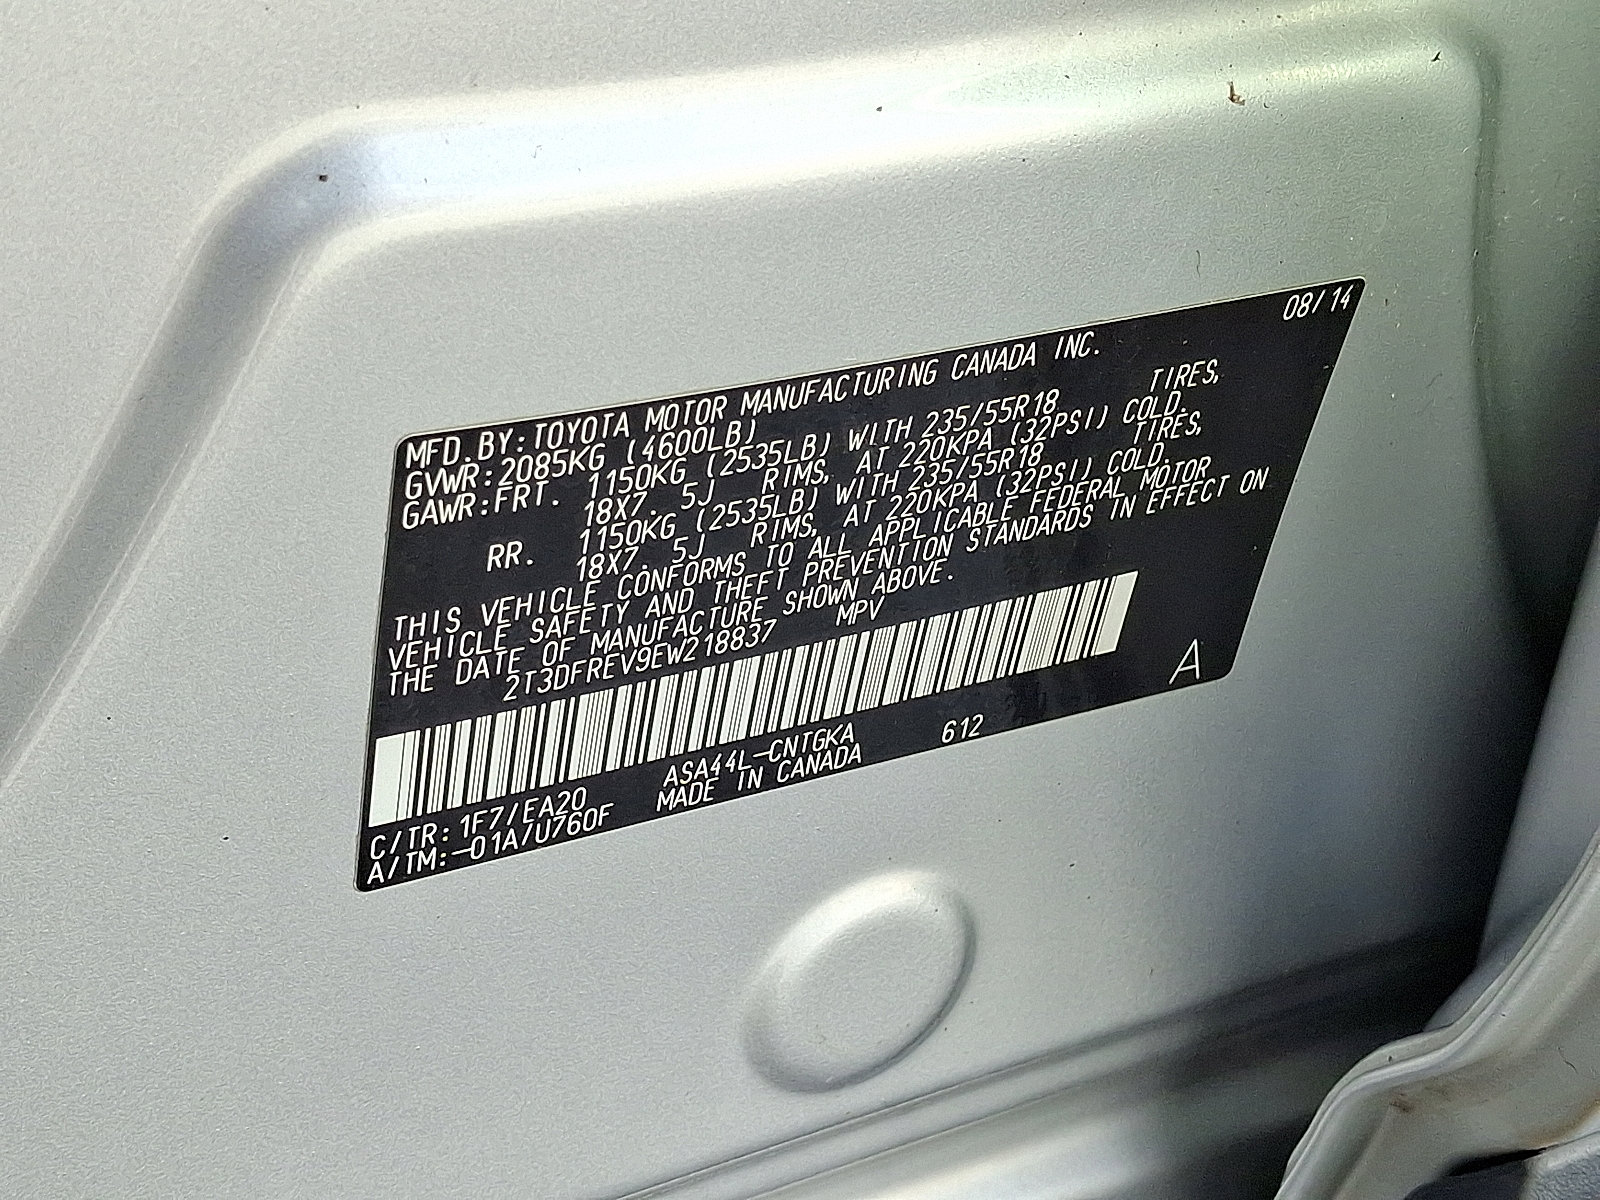 08/14
MFD.BY:TOYOTA MOTOR MANUFACTURING CANADA INC.
GVWR:2085KG (4600LB)
GAWR:FRT. 1150KG (2535LB) WITH 235/55R18 TIRES,
18X7. 5J RIMS, AT 220KPA (32PSI) COLD.
RR. 1150KG (2535LB) WITH 235/55R18 TIRES,
18X7. 5J RIMS, AT 220KPA (32PSI) COLD.
THIS VEHICLE CONFORMS TO ALL APPLICABLE FEDERAL MOTOR
VEHICLE SAFETY AND THEFT PREVENTION STANDARDS IN EFFECT ON
THE DATE OF MANUFACTURE SHOWN ABOVE.
2T3DFREV9EW218837 MPV
A
C/TR:1F7/EA20 ASA44L-CNTGKA 612
A/TM:-01A/U760F MADE IN CANADA